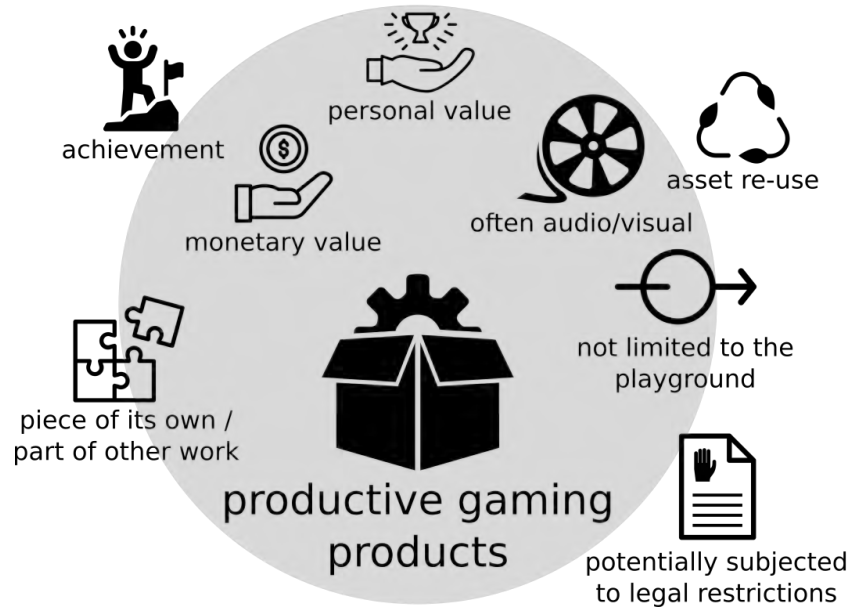 personal value
achievement
monetary value
often audio/visual
asset re-use
$
not limited to the
playground
piece of its own /
part of other work
productive gaming
products
potentially subjected
to legal restrictions